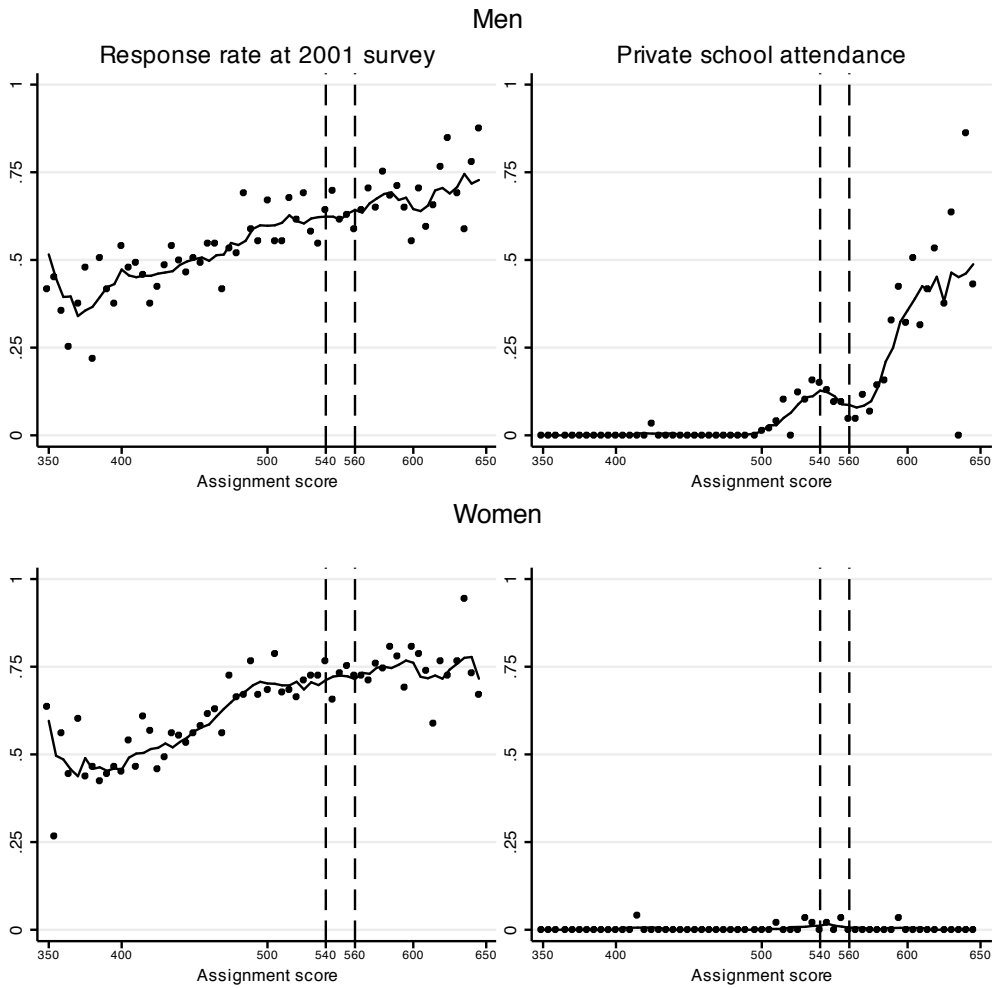 Men
Response rate at 2001 survey
Private school attendance
1
.75
.5
.25
0
350 400 500 540 560 600 650
Assignment score
1
.75
.5
.25
0
350 400 500 540 560 600 650
Assignment score
Women
1
.75
.5
.25
0
350 400 500 540 560 600 650
Assignment score
1
.75
.5
.25
0
350 400 500 540 560 600 650
Assignment score